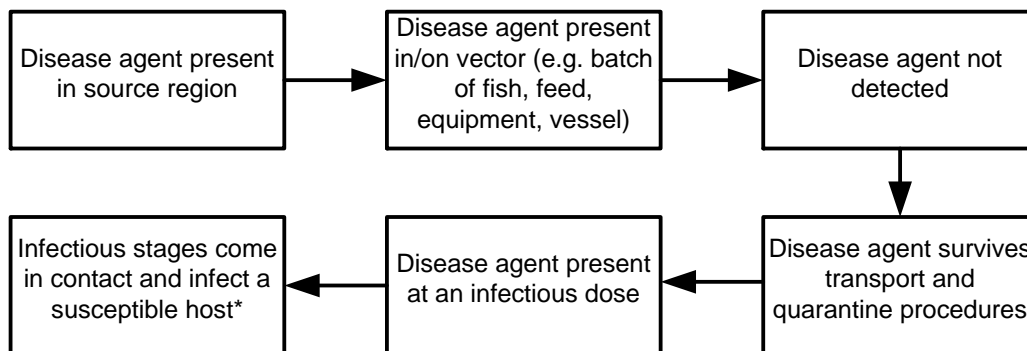 Disease agent present
in source region
Disease agent present
in/on vector (e.g. batch
of fish, feed,
equipment, vessel)
Disease agent not
detected
Disease agent survives
transport and
quarantine procedures
Disease agent present
at an infectious dose
Infectious stages come
in contact and infect a
susceptible host*